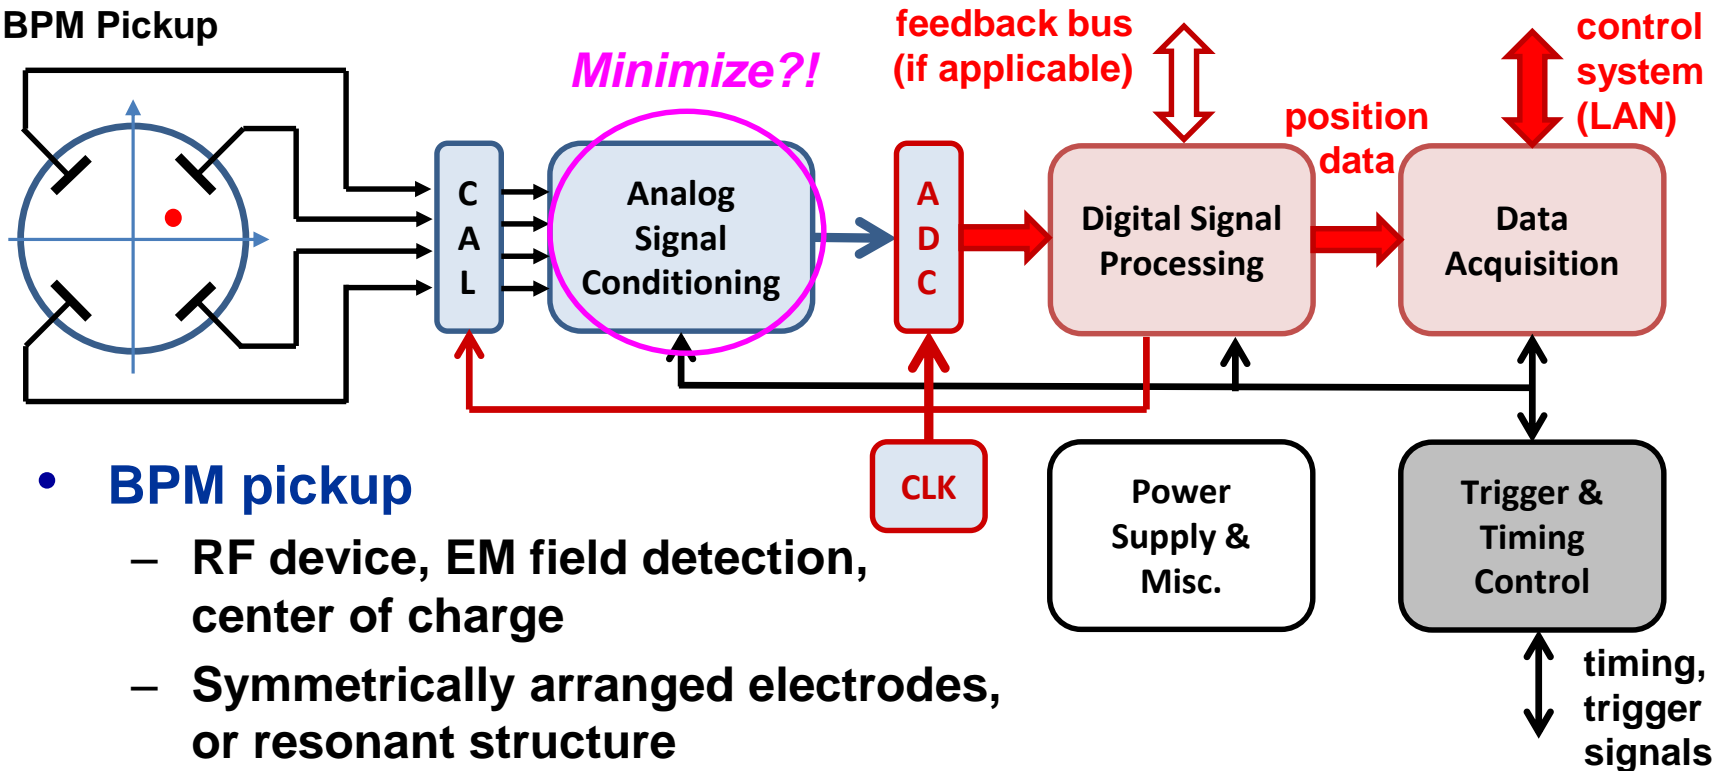 BPM Pickup
Minimize?!
feedback bus
(if applicable)
control
system
(LAN)
position
data
C
A
L
Analog
Signal
Conditioning
A
D
C
Digital Signal
Processing
Data
Acquisition
CLK
Power
Supply &
Misc.
Trigger &
Timing
Control
timing,
trigger
signals
• BPM pickup
– RF device, EM field detection,
center of charge
– Symmetrically arranged electrodes,
or resonant structure